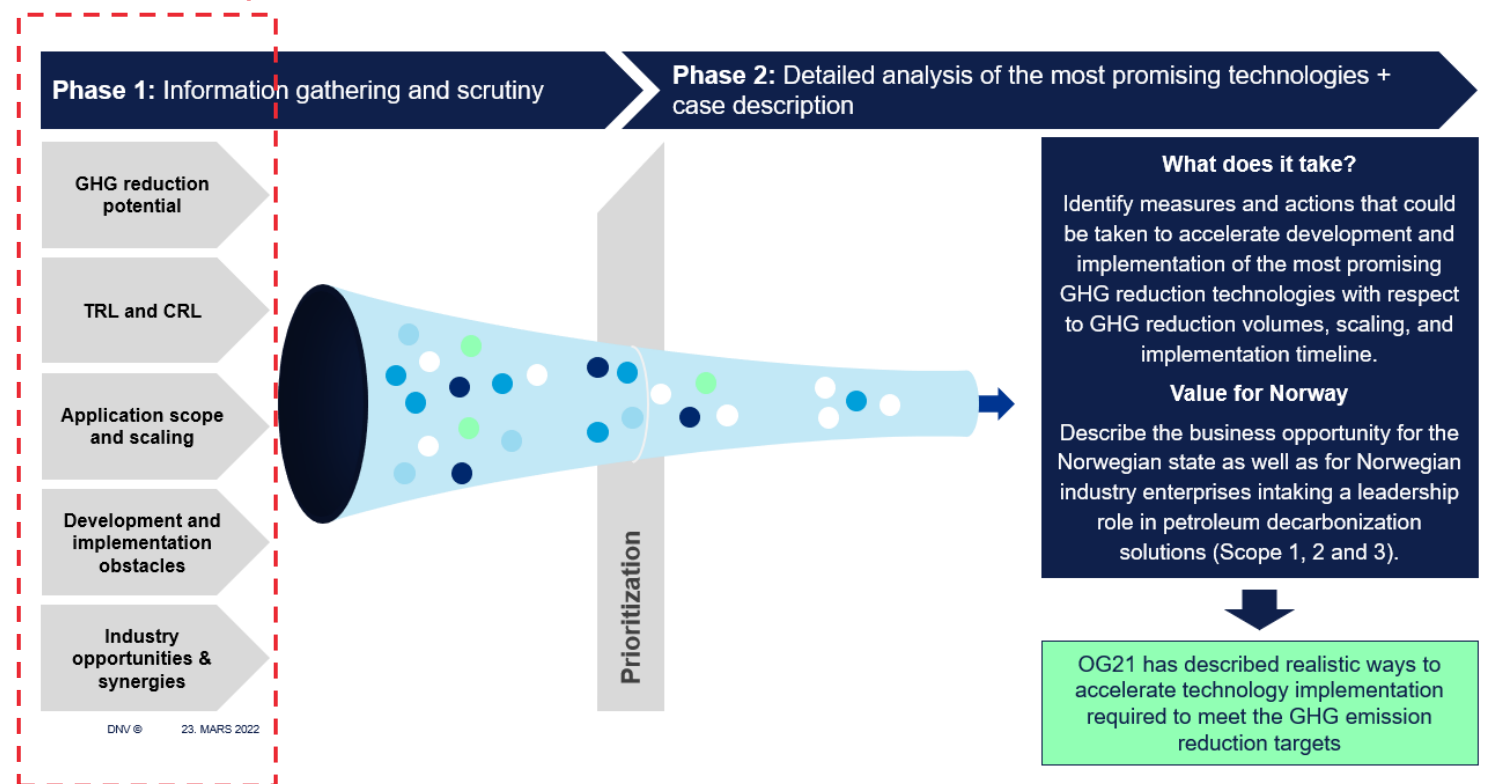 Phase 1: Information gathering and scrutiny
Phase 2: Detailed analysis of the most promising technologies +
case description
GHG reduction
potential
TRL and CRL
Application scope
and scaling
Development and
implementation
obstacles
Industry
opportunities &
synergies
DNV © 23. MARS 2022
Prioritization
What does it take?
Identify measures and actions that could
be taken to accelerate development and
implementation of the most promising
GHG reduction technologies with respect
to GHG reduction volumes, scaling, and
implementation timeline.
Value for Norway
Describe the business opportunity for the
Norwegian state as well as for Norwegian
industry enterprises intaking a leadership
role in petroleum decarbonization
solutions (Scope 1, 2 and 3).
OG21 has described realistic ways to
accelerate technology implementation
required to meet the GHG emission
reduction targets